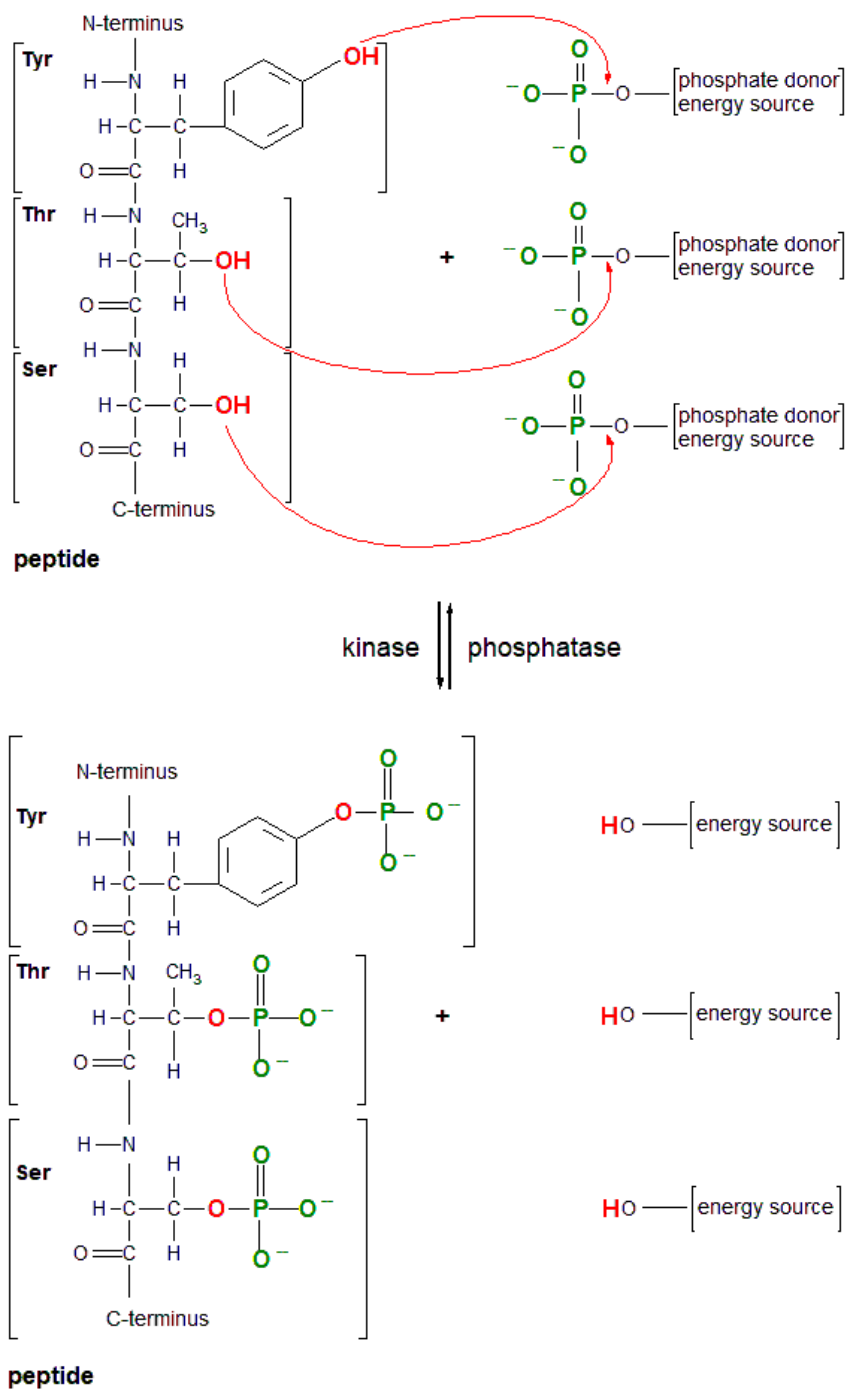 N-terminus
Tyr
OH
O
H N H
⁻O P O [phosphate donor]
energy source
H C C
H
⁻O
O C
Thr
H N CH₃
O
H C C OH
+
⁻O P O [phosphate donor]
energy source
H
O C
⁻O
Ser
H N H
O
H C C OH
⁻O P O [phosphate donor]
energy source
O C H
⁻O
C-terminus
peptide
kinase phosphatase
N-terminus
O
Tyr
O P O⁻
HO [energy source]
H N H
O⁻
H C C
O C H
Thr
H N CH₃
O
H C C O P O⁻
+
HO [energy source]
O C H
O⁻
H N
Ser
H
O
H C C O P O⁻
HO [energy source]
O C H
O⁻
C-terminus
peptide